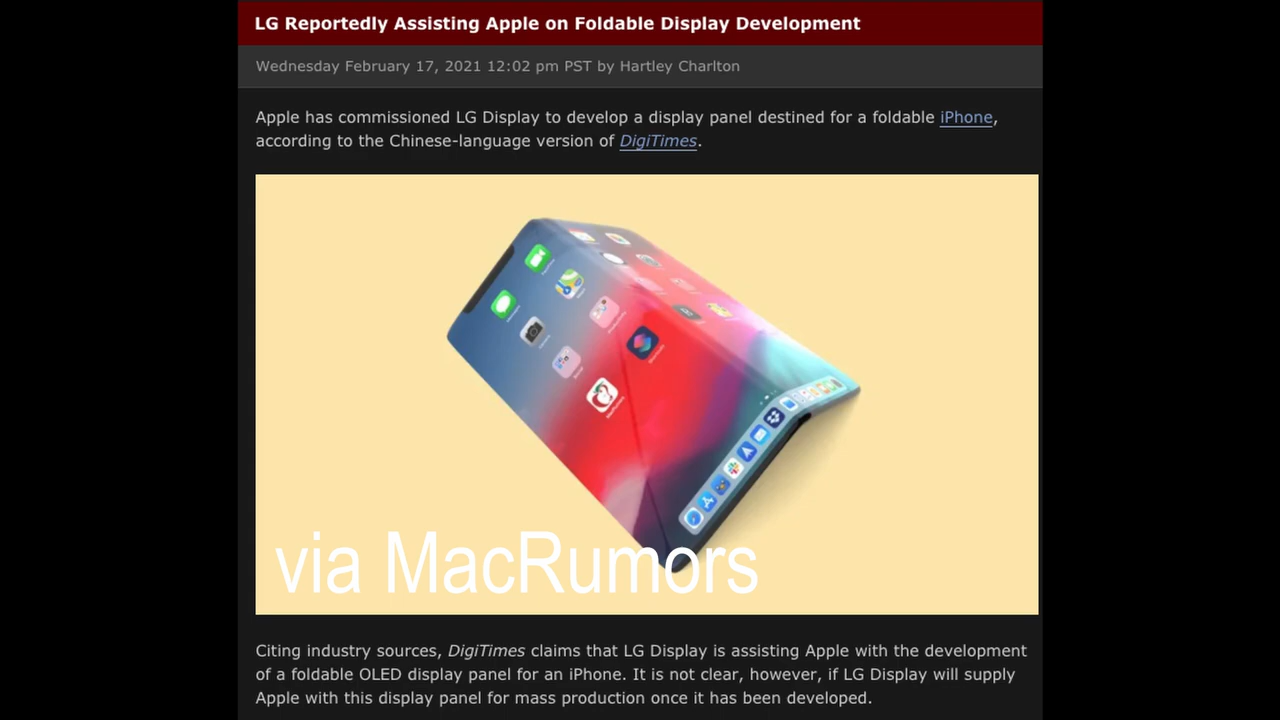 LG Reportedly Assisting Apple on Foldable Display Development
Wednesday February 17, 2021 12:02 pm PST by Hartley Charlton
Apple has commissioned LG Display to develop a display panel destined for a foldable iPhone,
according to the Chinese-language version of DigiTimes.
via MacRumors
Citing industry sources, DigiTimes claims that LG Display is assisting Apple with the development
of a foldable OLED display panel for an iPhone. It is not clear, however, if LG Display will supply
Apple with this display panel for mass production once it has been developed.